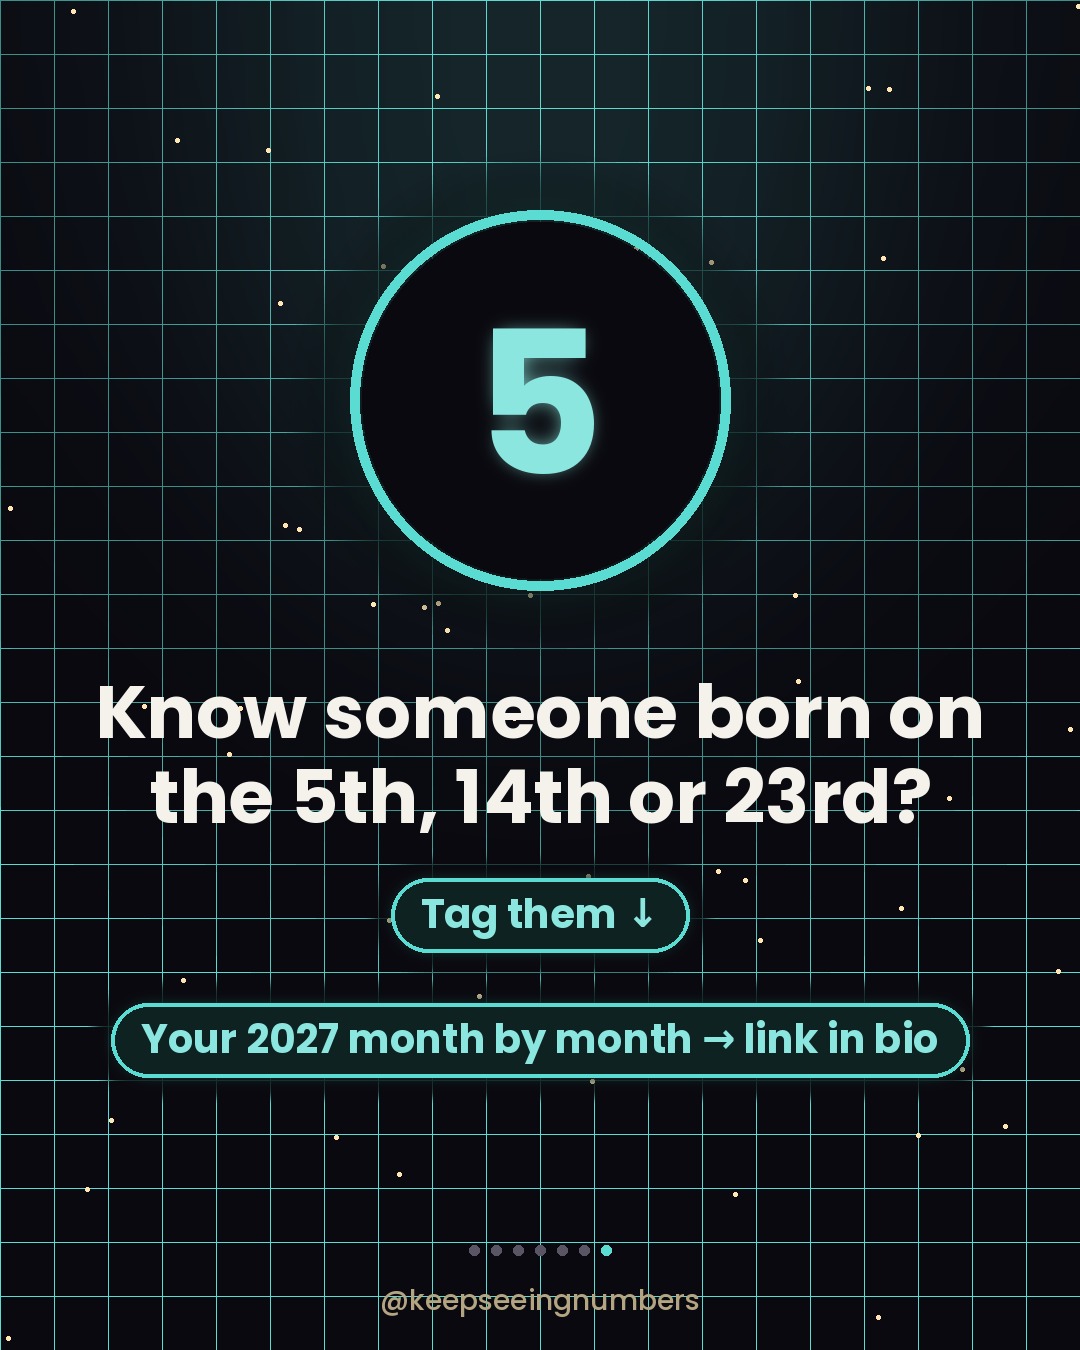 5
Know someone born on
the 5th, 14th or 23rd?
Tag them ↓
Your 2027 month by month → link in bio
@keepseeingnumbers